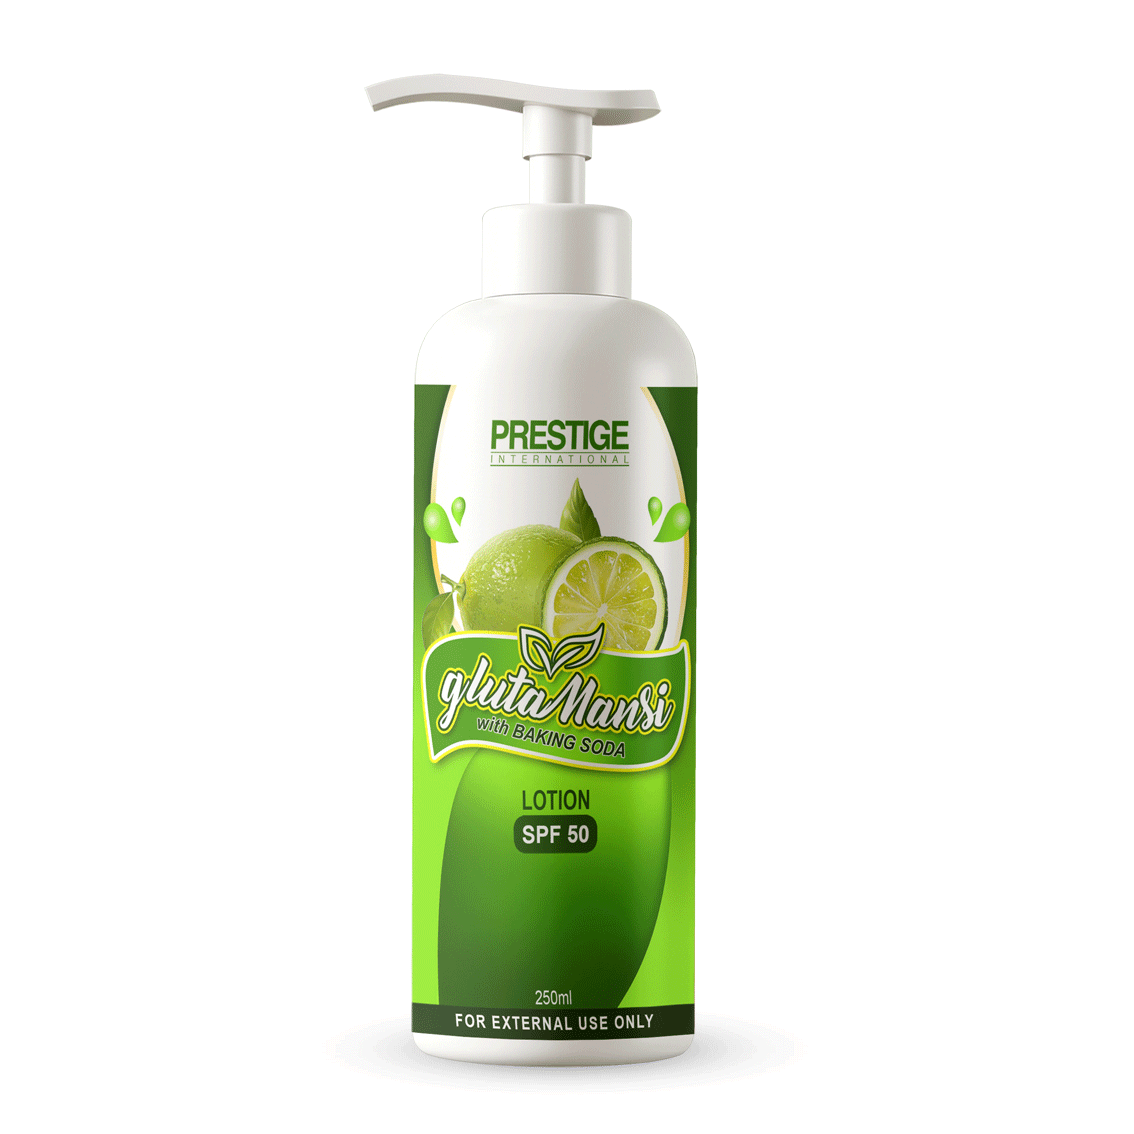 PRESTIGE
INTERNATIONAL
glutaMansi
with BAKING SODA
LOTION
SPF 50
250ml
FOR EXTERNAL USE ONLY